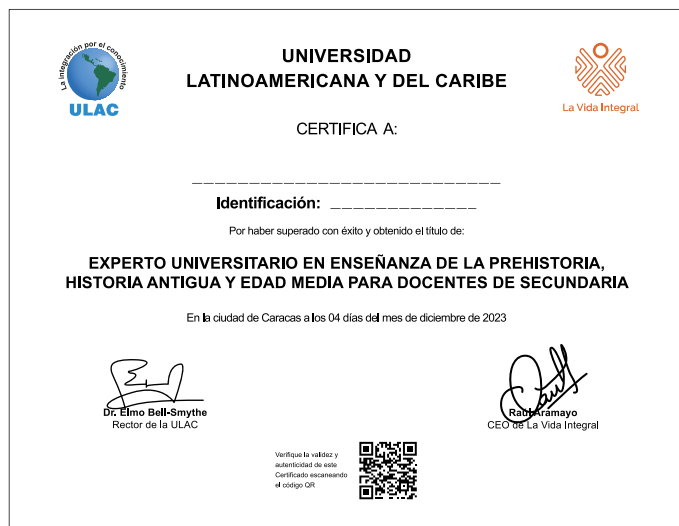 La integración por el conocimiento
ULAC
UNIVERSIDAD
LATINOAMERICANA Y DEL CARIBE
La Vida Integral
CERTIFICA A:
___________________________
Identificación: _____________
Por haber superado con éxito y obtenido el título de:
EXPERTO UNIVERSITARIO EN ENSEÑANZA DE LA PREHISTORIA,
HISTORIA ANTIGUA Y EDAD MEDIA PARA DOCENTES DE SECUNDARIA
En la ciudad de Caracas a los 04 días del mes de diciembre de 2023
Dr. Elmo Bell-Smythe
Rector de la ULAC
Raúl Aramayo
CEO de La Vida Integral
Verifique la validez y
autenticidad de este
Certificado escaneando
el código QR